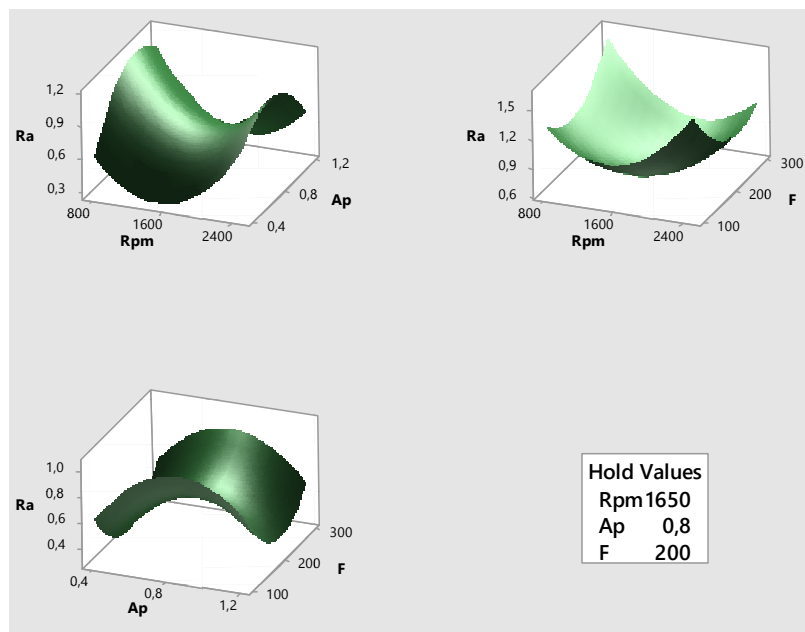 1,2
0,9
Ra
0,6
0,3
800
1600
Rpm
2400
0,4
0,8
Ap
1,2
1,5
Ra
1,2
0,9
0,6
800
1600
Rpm
2400
100
200
F
300
1,0
0,8
Ra
0,6
0,4
0,4
0,8
Ap
1,2
100
200
F
300
Hold Values
Rpm 1650
Ap 0,8
F 200